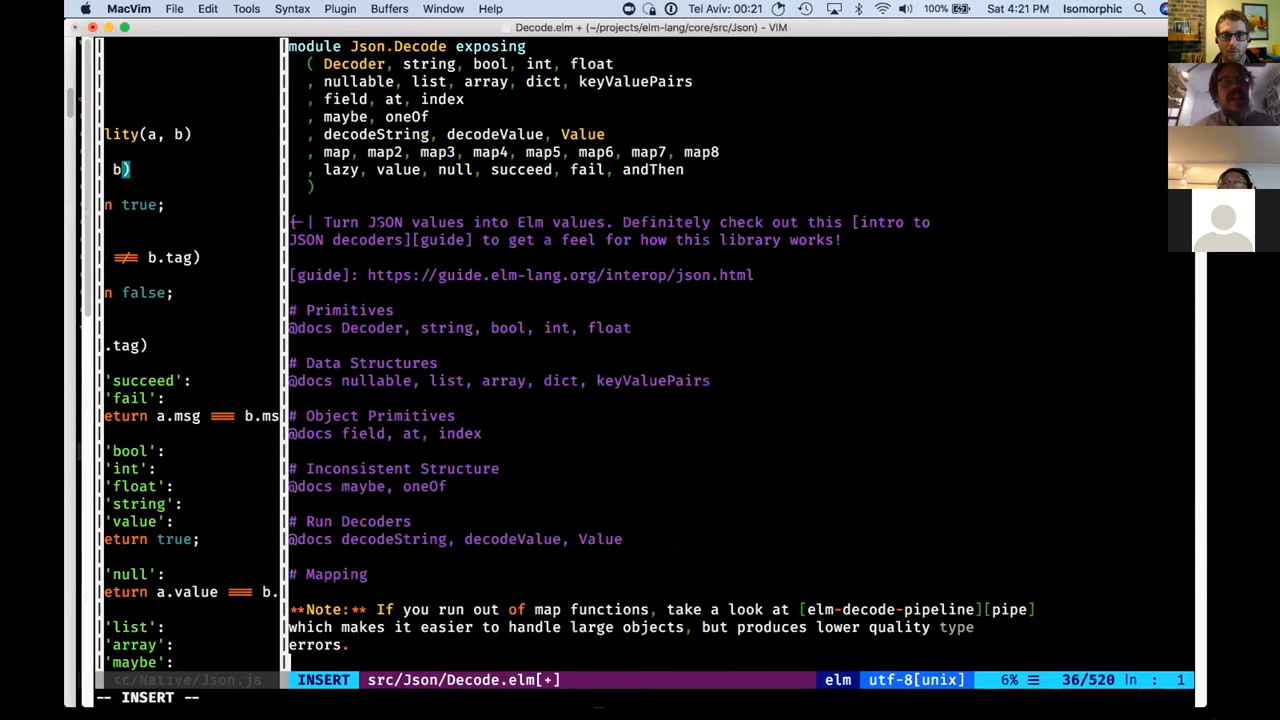 MacVim File Edit Tools Syntax Plugin Buffers Window Help Tel Aviv: 00:21 100% Sat 4:21 PM Isomorphic
Decode.elm + (~/projects/elm-lang/core/src/Json) - VIM
lity(a, b)
b)
n true;
≠ b.tag)
n false;
.tag)
'succeed':
'fail':
eturn a.msg === b.ms
'bool':
'int':
'float':
'string':
'value':
eturn true;
'null':
eturn a.value === b.
'list':
'array':
'maybe':
<c/Native/Json.js
module Json.Decode exposing
( Decoder, string, bool, int, float
, nullable, list, array, dict, keyValuePairs
, field, at, index
, maybe, oneOf
, decodeString, decodeValue, Value
, map, map2, map3, map4, map5, map6, map7, map8
, lazy, value, null, succeed, fail, andThen
)
{-| Turn JSON values into Elm values. Definitely check out this [intro to
JSON decoders][guide] to get a feel for how this library works!
[guide]: https://guide.elm-lang.org/interop/json.html
# Primitives
@docs Decoder, string, bool, int, float
# Data Structures
@docs nullable, list, array, dict, keyValuePairs
# Object Primitives
@docs field, at, index
# Inconsistent Structure
@docs maybe, oneOf
# Run Decoders
@docs decodeString, decodeValue, Value
# Mapping
**Note:** If you run out of map functions, take a look at [elm-decode-pipeline][pipe]
which makes it easier to handle large objects, but produces lower quality type
errors.
INSERT src/Json/Decode.elm[+] elm utf-8[unix] 6% ☰ 36/520 ln : 1
-- INSERT --